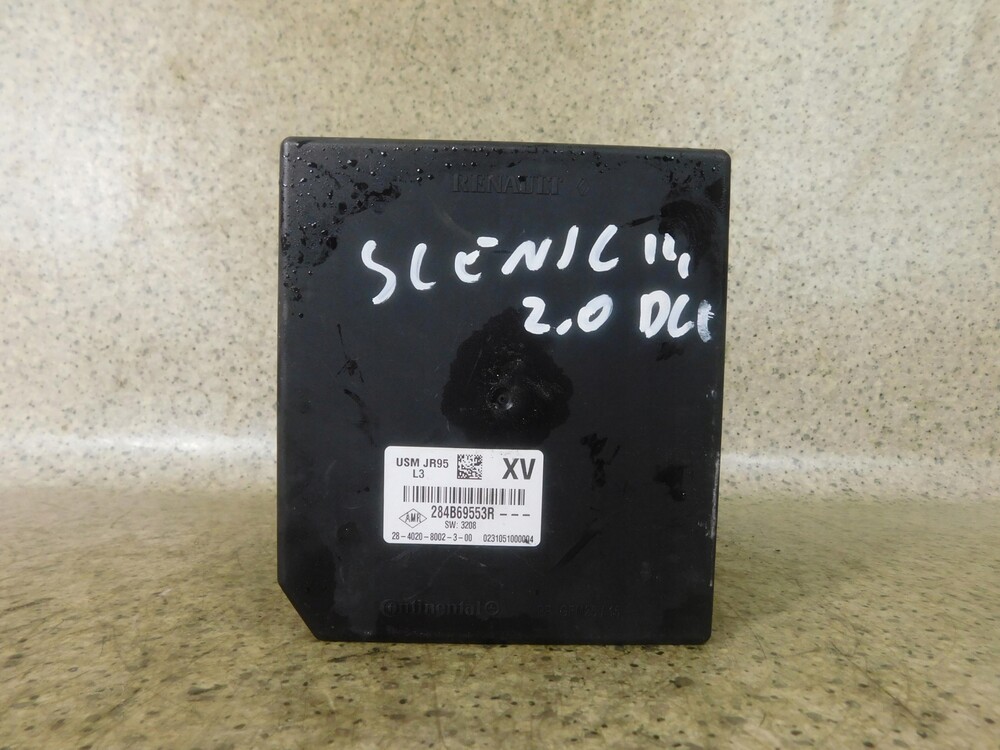 RENAULT
SCENIC III
2.0 DCI
USM JR95
L3
XV
284B69553R - - -
AMR
SW: 3208
28-4020-8002-3-00 0231051000004
Continental